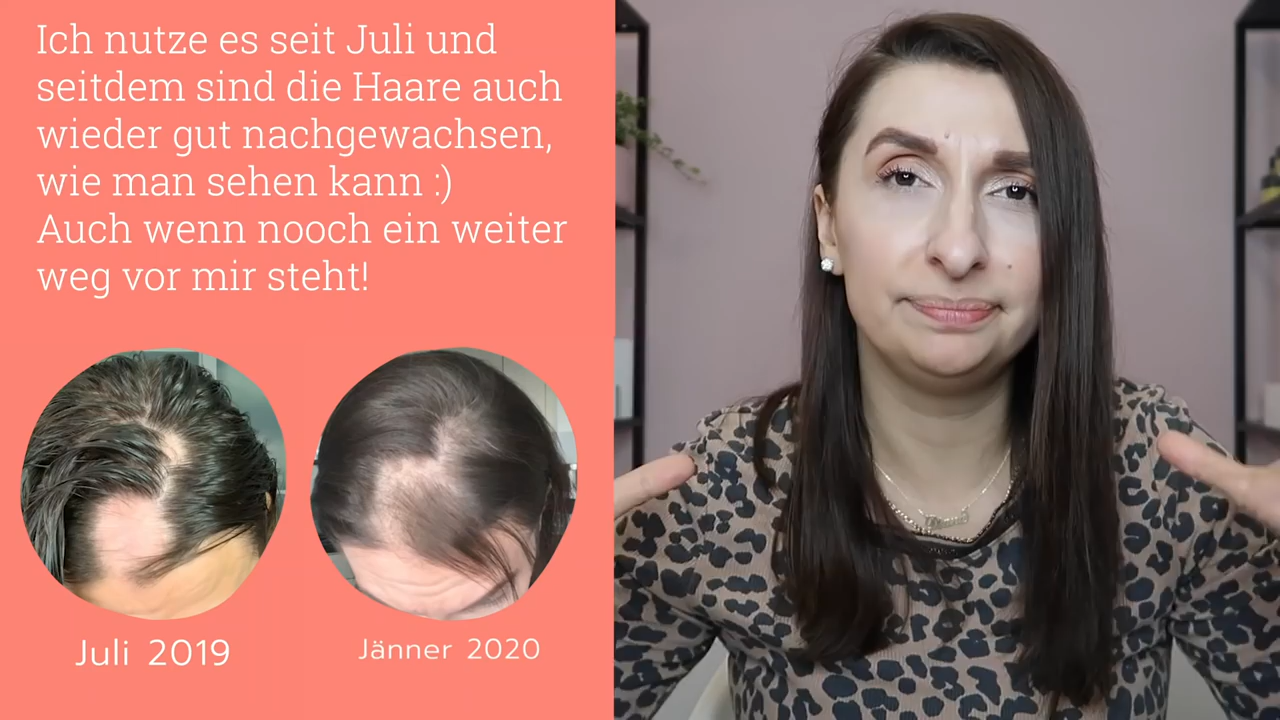 Ich nutze es seit Juli und
seitdem sind die Haare auch
wieder gut nachgewachsen,
wie man sehen kann :)
Auch wenn nooch ein weiter
weg vor mir steht!
Juli 2019
Jänner 2020